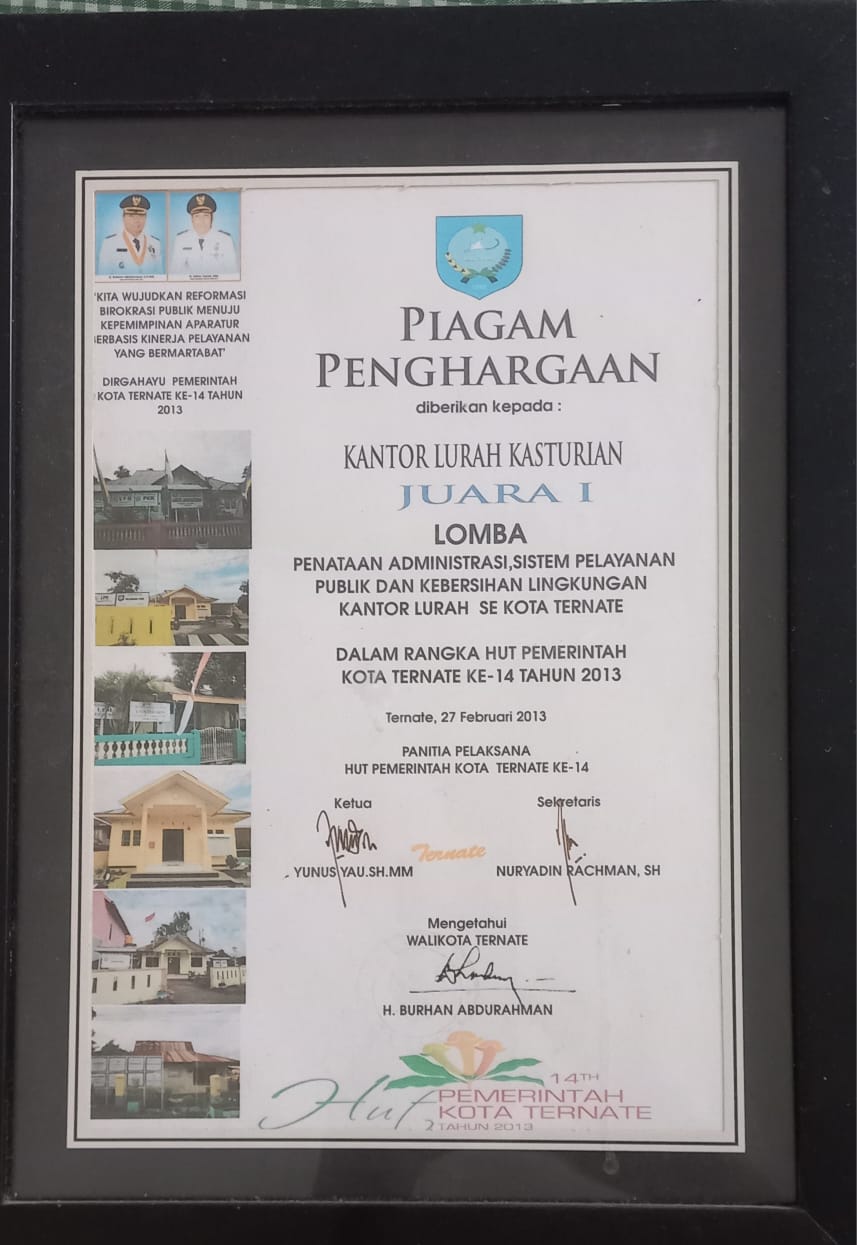 'KITA WUJUDKAN REFORMASI
BIROKRASI PUBLIK MENUJU
KEPEMIMPINAN APARATUR
ERBASIS KINERJA PELAYANAN
YANG BERMARTABAT'
DIRGAHAYU PEMERINTAH
KOTA TERNATE KE-14 TAHUN
2013
PIAGAM
PENGHARGAAN
diberikan kepada :
KANTOR LURAH KASTURIAN
JUARA I
LOMBA
PENATAAN ADMINISTRASI,SISTEM PELAYANAN
PUBLIK DAN KEBERSIHAN LINGKUNGAN
KANTOR LURAH SE KOTA TERNATE
DALAM RANGKA HUT PEMERINTAH
KOTA TERNATE KE-14 TAHUN 2013
Ternate, 27 Februari 2013
PANITIA PELAKSANA
HUT PEMERINTAH KOTA TERNATE KE-14
Ketua
Sekretaris
Ternate
YUNUS YAU.SH.MM
NURYADIN RACHMAN, SH
Mengetahui
WALIKOTA TERNATE
H. BURHAN ABDURAHMAN
Hut
14TH
PEMERINTAH
KOTA TERNATE
TAHUN 2013